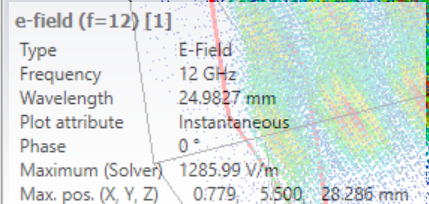 e-field (f=12) [1]
Type E-Field
Frequency 12 GHz
Wavelength 24.9827 mm
Plot attribute Instantaneous
Phase 0 °
Maximum (Solver) 1285.99 V/m
Max. pos. (X, Y, Z) 0.779, 5.500, 28.286 mm